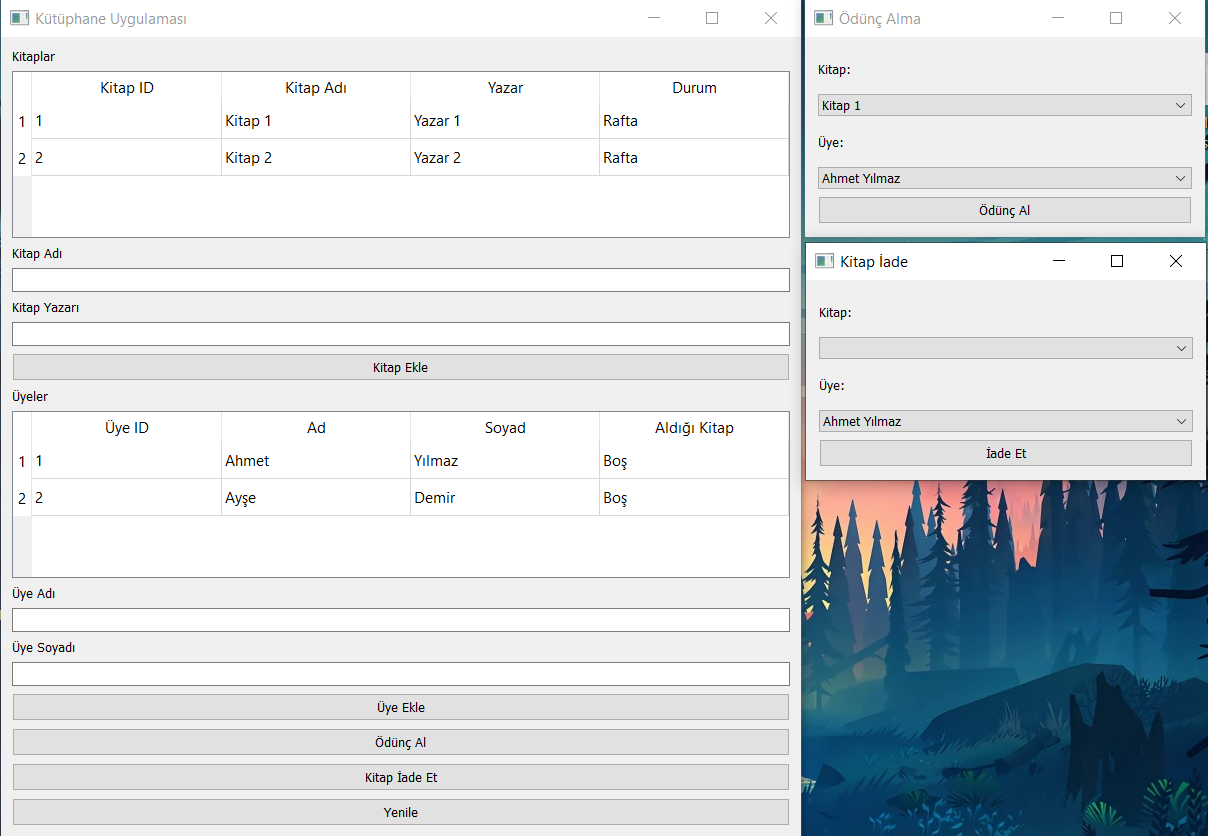 Kütüphane Uygulaması
Kitaplar
Kitap ID Kitap Adı Yazar Durum
1 1 Kitap 1 Yazar 1 Rafta
2 2 Kitap 2 Yazar 2 Rafta
Kitap Adı
Kitap Yazarı
Kitap Ekle
Üyeler
Üye ID Ad Soyad Aldığı Kitap
1 1 Ahmet Yılmaz Boş
2 2 Ayşe Demir Boş
Üye Adı
Üye Soyadı
Üye Ekle
Ödünç Al
Kitap İade Et
Yenile
Ödünç Alma
Kitap:
Kitap 1
Üye:
Ahmet Yılmaz
Ödünç Al
Kitap İade
Kitap:
Üye:
Ahmet Yılmaz
İade Et